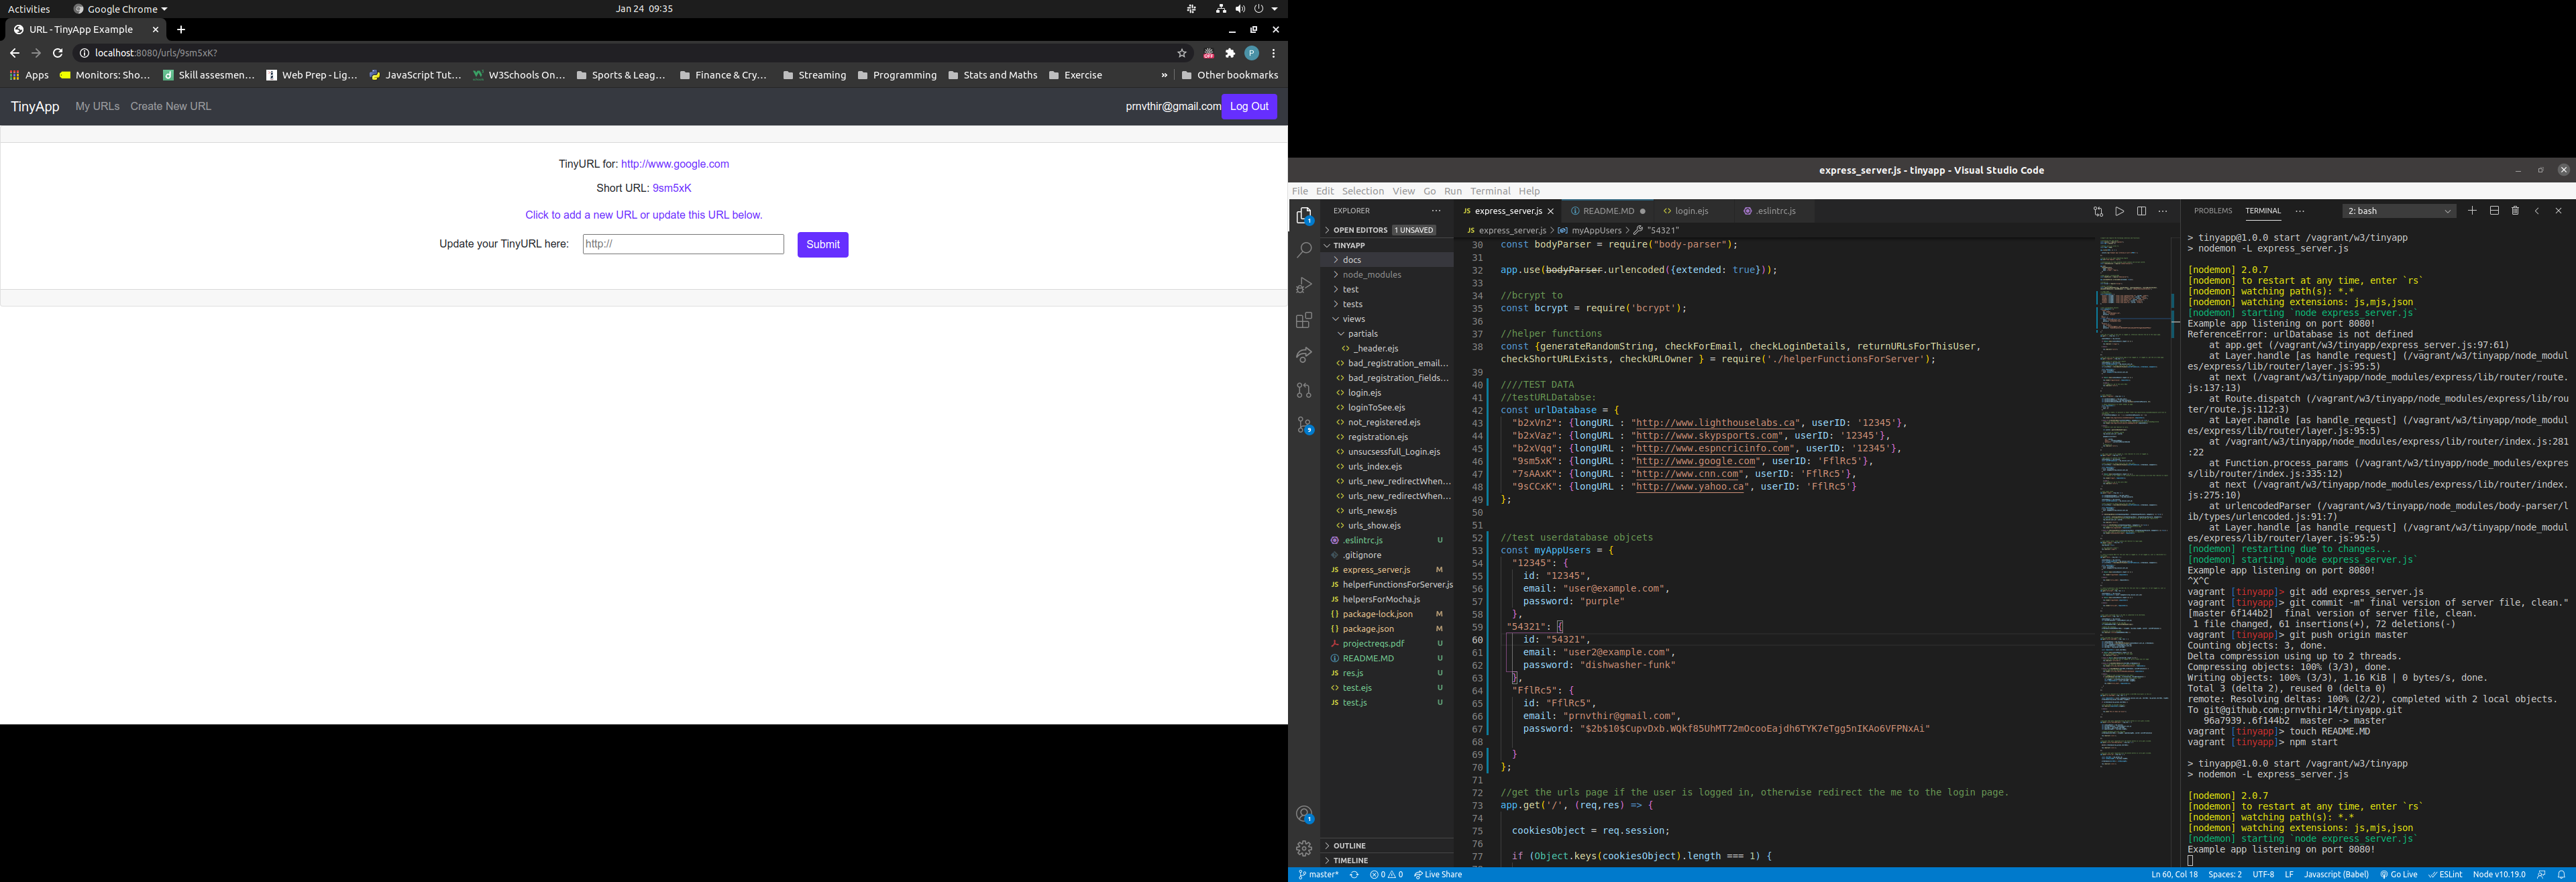 Activities Google Chrome Jan 24 09:35
URL - TinyApp Example
localhost:8080/urls/9sm5xK?
Apps Monitors: Sho... Skill assesmen... Web Prep - Lig... JavaScript Tut... W3Schools On... Sports & Leag... Finance & Cry... Streaming Programming Stats and Maths Exercise » Other bookmarks
TinyApp My URLs Create New URL prnvthir@gmail.com Log Out
TinyURL for: http://www.google.com
Short URL: 9sm5xK
Click to add a new URL or update this URL below.
Update your TinyURL here: http:// Submit
express_server.js - tinyapp - Visual Studio Code
File Edit Selection View Go Run Terminal Help
EXPLORER
OPEN EDITORS 1 UNSAVED
TINYAPP
docs
node_modules
test
tests
views
partials
_header.ejs
bad_registration_email...
bad_registration_fields...
login.ejs
loginToSee.ejs
not_registered.ejs
registration.ejs
unsucsessfull_Login.ejs
urls_index.ejs
urls_new_redirectWhen...
urls_new_redirectWhen...
urls_new.ejs
urls_show.ejs
.eslintrc.js U
.gitignore
express_server.js M
helperFunctionsForServer.js
helpersForMocha.js
package-lock.json M
package.json M
projectreqs.pdf U
README.MD U
res.js U
test.ejs U
test.js U
OUTLINE
TIMELINE
express_server.js README.MD login.ejs .eslintrc.js
express_server.js > myAppUsers > "54321"
30 const bodyParser = require("body-parser");
31
32 app.use(bodyParser.urlencoded({extended: true}));
33
34 //bcrypt to
35 const bcrypt = require('bcrypt');
36
37 //helper functions
38 const {generateRandomString, checkForEmail, checkLoginDetails, returnURLsForThisUser,
checkShortURLExists, checkURLOwner } = require('./helperFunctionsForServer');
39
40 ////TEST DATA
41 //testURLDatabse:
42 const urlDatabase = {
43 "b2xVn2": {longURL : "http://www.lighthouselabs.ca", userID: '12345'},
44 "b2xVaz": {longURL : "http://www.skypsports.com", userID: '12345'},
45 "b2xVqq": {longURL : "http://www.espncricinfo.com", userID: '12345'},
46 "9sm5xK": {longURL : "http://www.google.com", userID: 'FflRc5'},
47 "7sAAxK": {longURL : "http://www.cnn.com", userID: 'FflRc5'},
48 "9sCCxK": {longURL : "http://www.yahoo.ca", userID: 'FflRc5'}
49 };
50
51
52 //test userdatabase objcets
53 const myAppUsers = {
54 "12345": {
55 id: "12345",
56 email: "user@example.com",
57 password: "purple"
58 },
59 "54321": {
60 id: "54321",
61 email: "user2@example.com",
62 password: "dishwasher-funk"
63 },
64 "FflRc5": {
65 id: "FflRc5",
66 email: "prnvthir@gmail.com",
67 password: "$2b$10$CupvDxb.WQkf85UhMT72mOcooEajdh6TYK7eTgg5nIKAo6VFPNxAi"
68
69 }
70 };
71
72 //get the urls page if the user is logged in, otherwise redirect the me to the login page.
73 app.get('/', (req,res) => {
74
75 cookiesObject = req.session;
76
77 if (Object.keys(cookiesObject).length === 1) {
PROBLEMS TERMINAL ... 2: bash
> tinyapp@1.0.0 start /vagrant/w3/tinyapp
> nodemon -L express_server.js
[nodemon] 2.0.7
[nodemon] to restart at any time, enter `rs`
[nodemon] watching path(s): *.*
[nodemon] watching extensions: js,mjs,json
[nodemon] starting `node express_server.js`
Example app listening on port 8080!
ReferenceError: urlDatabase is not defined
at app.get (/vagrant/w3/tinyapp/express_server.js:97:61)
at Layer.handle [as handle_request] (/vagrant/w3/tinyapp/node_modul
es/express/lib/router/layer.js:95:5)
at next (/vagrant/w3/tinyapp/node_modules/express/lib/router/route.
js:137:13)
at Route.dispatch (/vagrant/w3/tinyapp/node_modules/express/lib/rou
ter/route.js:112:3)
at Layer.handle [as handle_request] (/vagrant/w3/tinyapp/node_modul
es/express/lib/router/layer.js:95:5)
at /vagrant/w3/tinyapp/node_modules/express/lib/router/index.js:281
:22
at Function.process_params (/vagrant/w3/tinyapp/node_modules/expres
s/lib/router/index.js:335:12)
at next (/vagrant/w3/tinyapp/node_modules/express/lib/router/index.
js:275:10)
at urlencodedParser (/vagrant/w3/tinyapp/node_modules/body-parser/l
ib/types/urlencoded.js:91:7)
at Layer.handle [as handle_request] (/vagrant/w3/tinyapp/node_modul
es/express/lib/router/layer.js:95:5)
[nodemon] restarting due to changes...
[nodemon] starting `node express_server.js`
Example app listening on port 8080!
^X^C
vagrant [tinyapp]> git add express_server.js
vagrant [tinyapp]> git commit -m" final version of server file, clean."
[master 6f144b2] final version of server file, clean.
1 file changed, 61 insertions(+), 72 deletions(-)
vagrant [tinyapp]> git push origin master
Counting objects: 3, done.
Delta compression using up to 2 threads.
Compressing objects: 100% (3/3), done.
Writing objects: 100% (3/3), 1.16 KiB | 0 bytes/s, done.
Total 3 (delta 2), reused 0 (delta 0)
remote: Resolving deltas: 100% (2/2), completed with 2 local objects.
To git@github.com:prnvthir14/tinyapp.git
96a7939..6f144b2 master -> master
vagrant [tinyapp]> touch README.MD
vagrant [tinyapp]> npm start
> tinyapp@1.0.0 start /vagrant/w3/tinyapp
> nodemon -L express_server.js
[nodemon] 2.0.7
[nodemon] to restart at any time, enter `rs`
[nodemon] watching path(s): *.*
[nodemon] watching extensions: js,mjs,json
[nodemon] starting `node express_server.js`
Example app listening on port 8080!
master* 0 0 Live Share Ln 60, Col 18 Spaces: 2 UTF-8 LF Javascript (Babel) Go Live ESLint Node v10.19.0